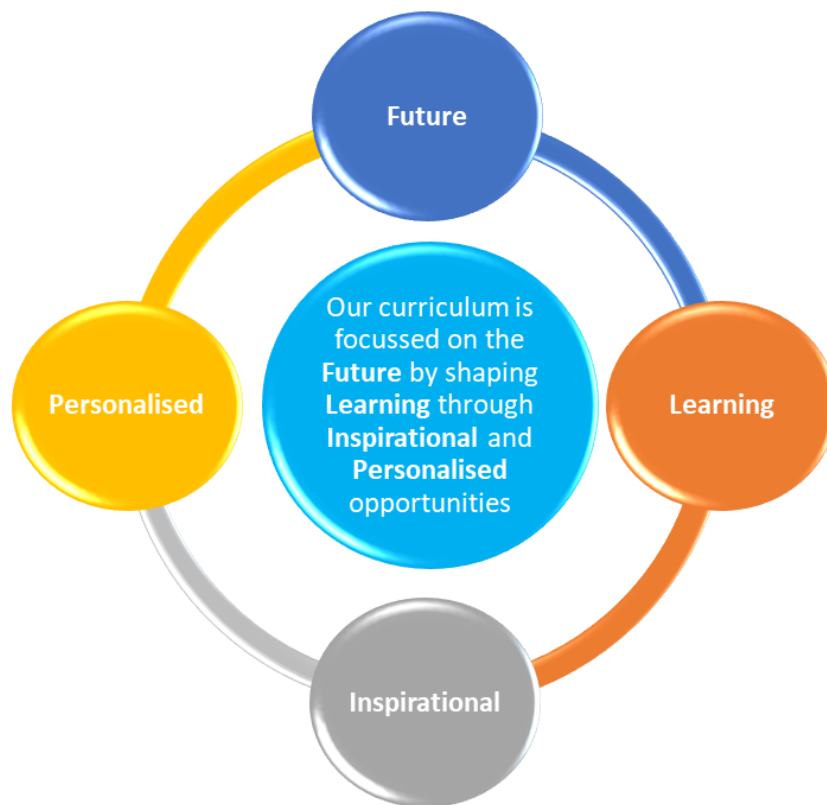 Future
Personalised
Our curriculum is
focussed on the
Future by shaping
Learning through
Inspirational and
Personalised
opportunities
Learning
Inspirational